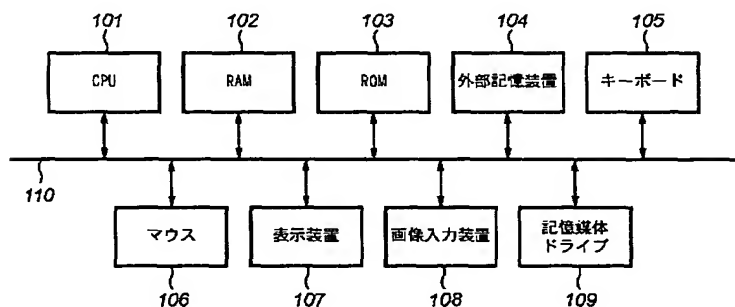 101
102
103
104
105
CPU
RAM
ROM
外部記憶装置
キーボード
110
マウス
表示装置
画像入力装置
記憶媒体
ドライブ
106
107
108
109